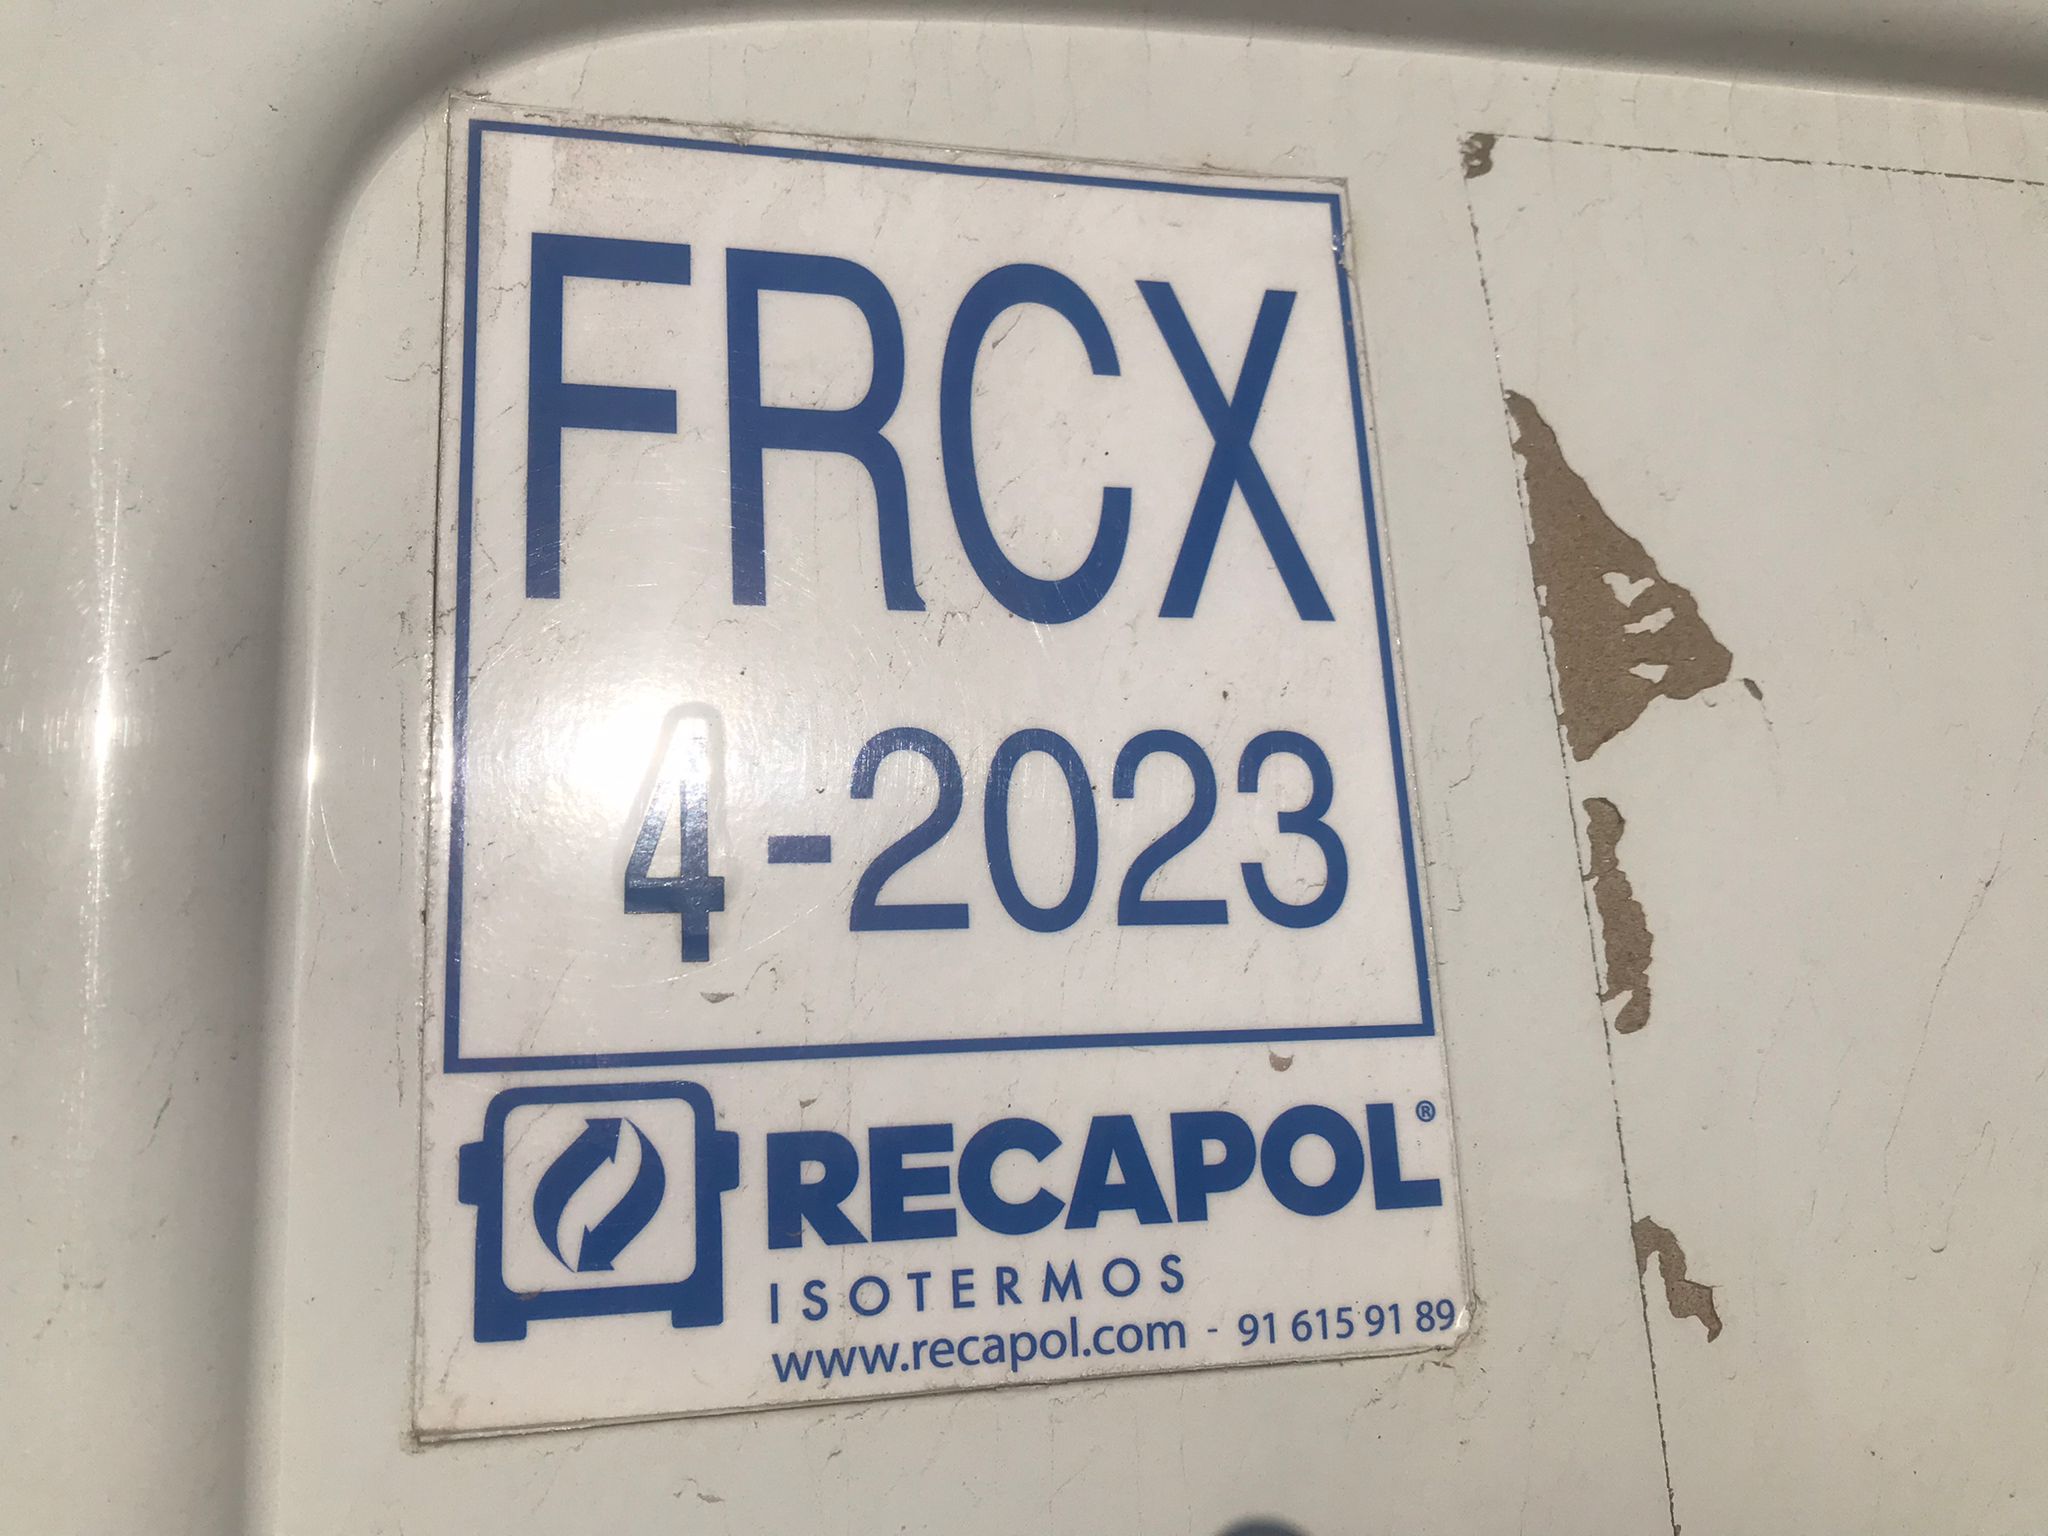 FRCX
4-2023
RECAPOL®
ISOTERMOS
www.recapol.com - 91 615 91 89